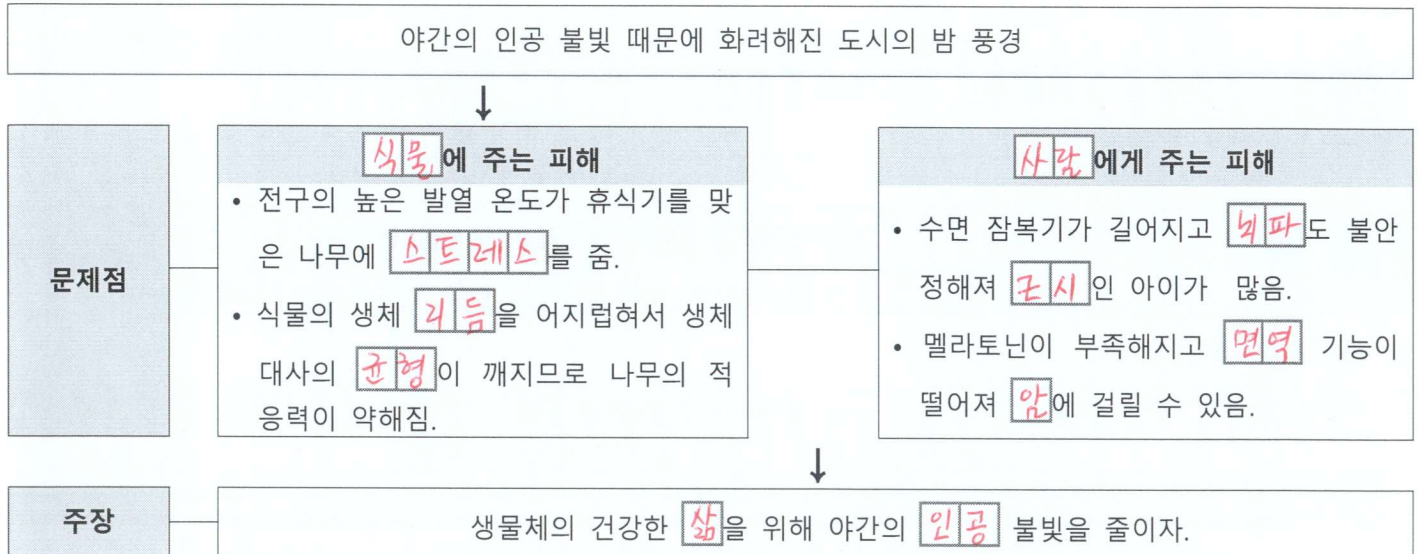 야간의 인공 불빛 때문에 화려해진 도시의 밤 풍경
↓
문제점
식물에 주는 피해
• 전구의 높은 발열 온도가 휴식기를 맞
은 나무에 스트레스를 줌.
• 식물의 생체 리듬을 어지럽혀서 생체
대사의 균형이 깨지므로 나무의 적
응력이 약해짐.
사람에게 주는 피해
• 수면 잠복기가 길어지고 뇌파도 불안
정해져 근시인 아이가 많음.
• 멜라토닌이 부족해지고 면역 기능이
떨어져 암에 걸릴 수 있음.
↓
주장
생물체의 건강한 삶을 위해 야간의 인공 불빛을 줄이자.